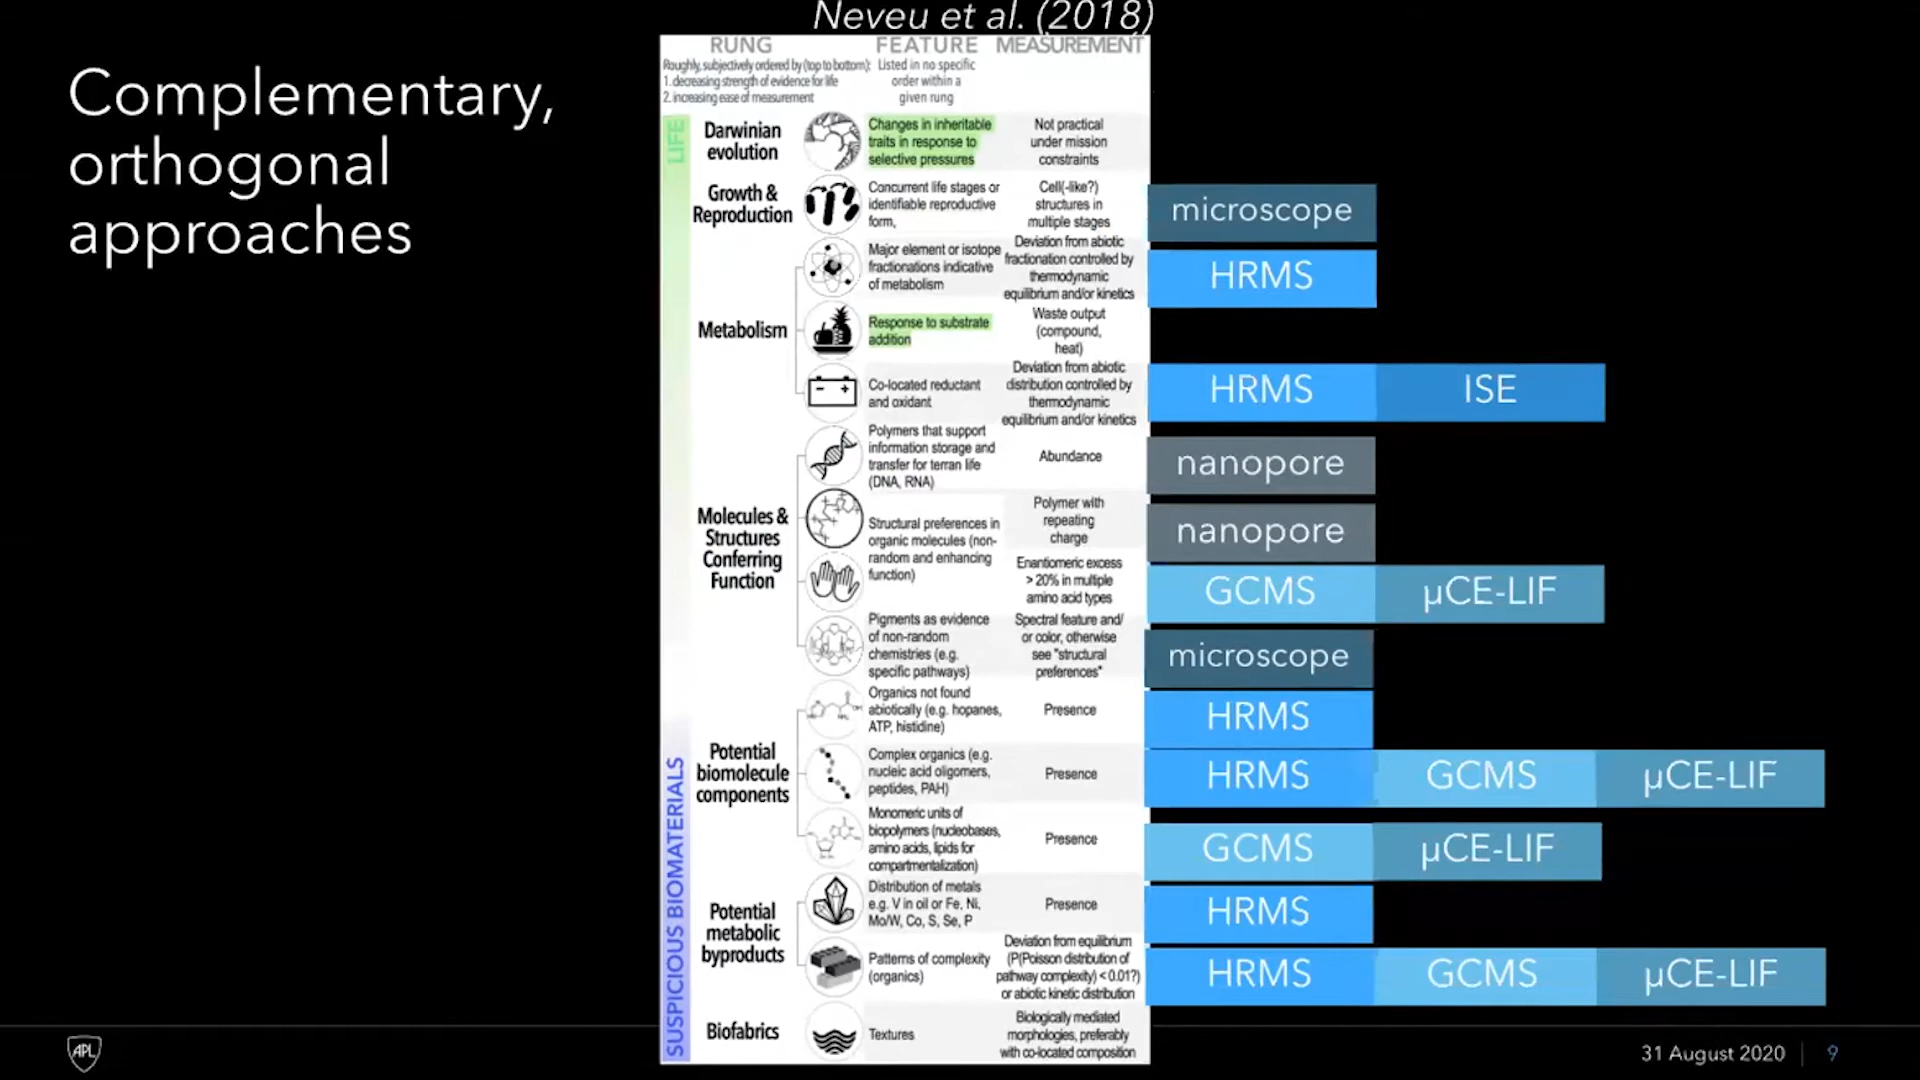 Neveu et al. (2018)
Complementary,
orthogonal
approaches
RUNG
FEATURE
MEASUREMENT
Roughly, subjectively ordered by (top to bottom):
1. decreasing strength of evidence for life
2. increasing ease of measurement
Listed in no specific
order within a
given rung
LIFE
Darwinian
evolution
Changes in inheritable
traits in response to
selective pressures
Not practical
under mission
constraints
Growth &
Reproduction
Concurrent life stages or
identifiable reproductive
form,
Cell(-like?)
structures in
multiple stages
microscope
Metabolism
Major element or isotope
fractionations indicative
of metabolism
Deviation from abiotic
fractionation controlled by
thermodynamic
equilibrium and/or kinetics
HRMS
Response to substrate
addition
Waste output
(compound,
heat)
Co-located reductant
and oxidant
Deviation from abiotic
distribution controlled by
thermodynamic
equilibrium and/or kinetics
HRMS
ISE
Molecules &
Structures
Conferring
Function
Polymers that support
information storage and
transfer for terran life
(DNA, RNA)
Abundance
nanopore
Structural preferences in
organic molecules (non-
random and enhancing
function)
Polymer with
repeating
charge
nanopore
Enantiomeric excess
> 20% in multiple
amino acid types
GCMS
µCE-LIF
Pigments as evidence
of non-random
chemistries (e.g.
specific pathways)
Spectral feature and/
or color, otherwise
see "structural
preferences"
microscope
SUSPICIOUS BIOMATERIALS
Potential
biomolecule
components
Organics not found
abiotically (e.g. hopanes,
ATP, histidine)
Presence
HRMS
Complex organics (e.g.
nucleic acid oligomers,
peptides, PAH)
Presence
HRMS
GCMS
µCE-LIF
Monomeric units of
biopolymers (nucleobases,
amino acids, lipids for
compartmentalization)
Presence
GCMS
µCE-LIF
Potential
metabolic
byproducts
Distribution of metals
e.g. V in oil or Fe, Ni,
Mo/W, Co, S, Se, P
Presence
HRMS
Patterns of complexity
(organics)
Deviation from equilibrium
(P(Poisson distribution of
pathway complexity) < 0.01?)
or abiotic kinetic distribution
HRMS
GCMS
µCE-LIF
Biofabrics
Textures
Biologically mediated
morphologies, preferably
with co-located composition
APL
31 August 2020
9